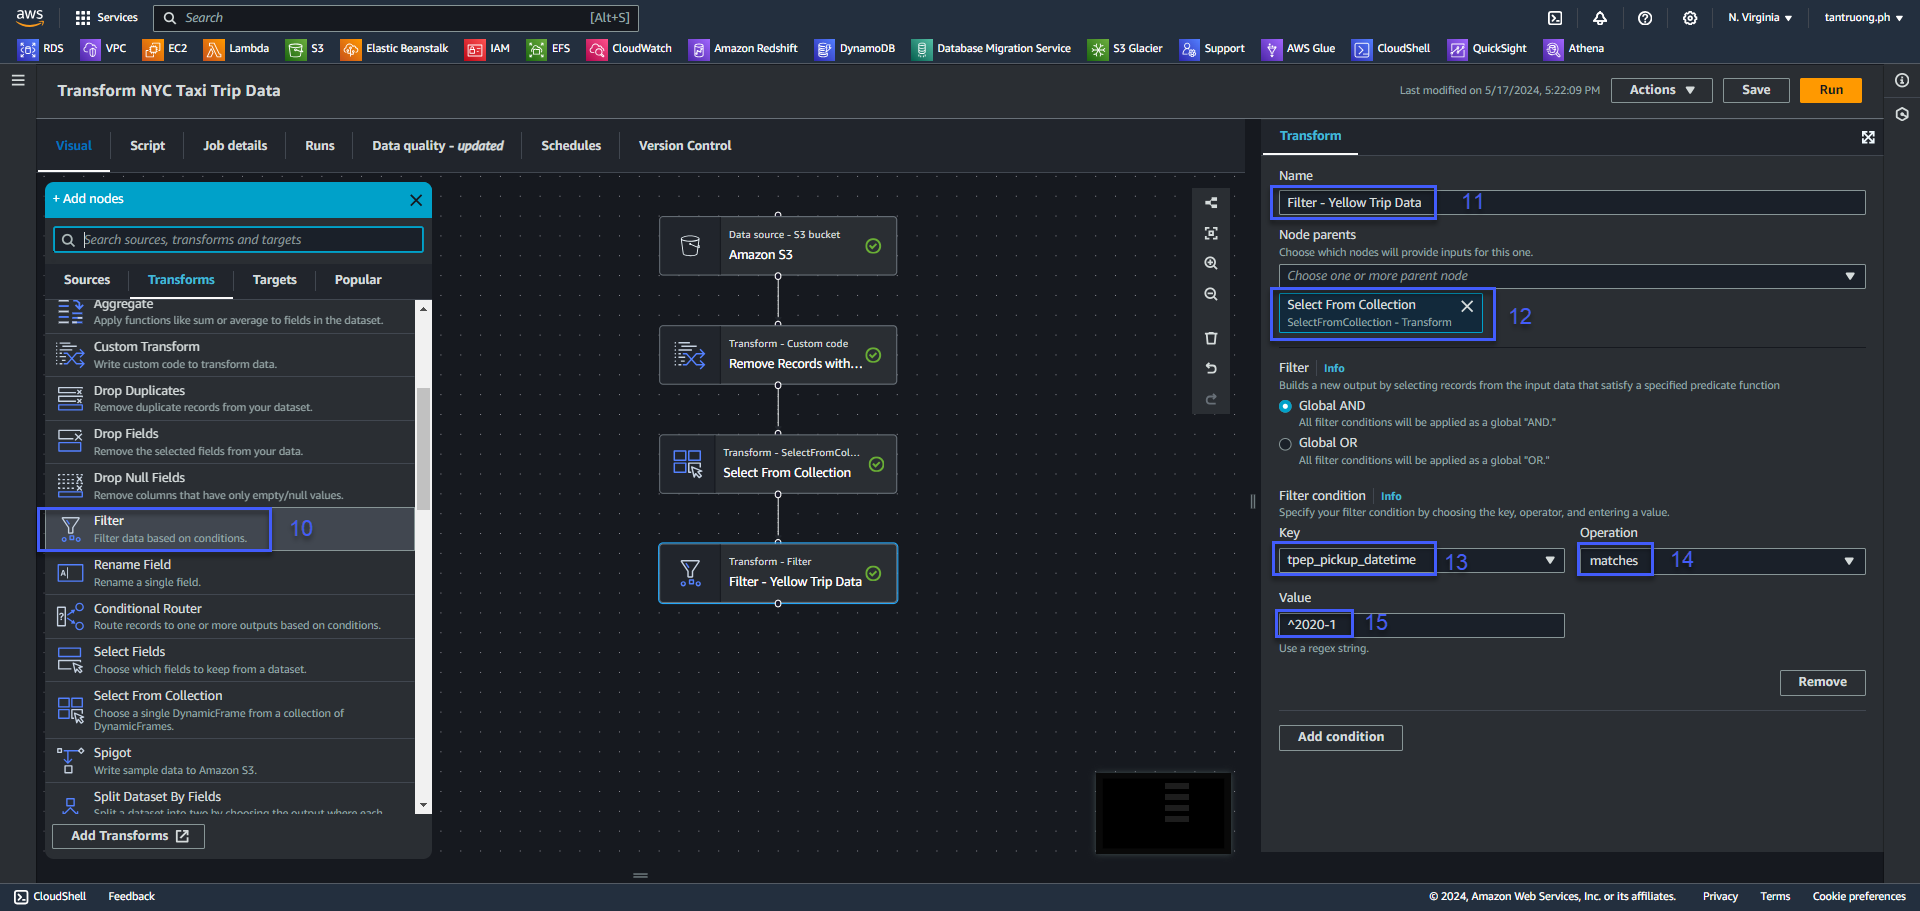 aws
Services
Search
[Alt+S]
N. Virginia
tantruong.ph
RDS
VPC
EC2
Lambda
S3
Elastic Beanstalk
IAM
EFS
CloudWatch
Amazon Redshift
DynamoDB
Database Migration Service
S3 Glacier
Support
AWS Glue
CloudShell
QuickSight
Athena
Transform NYC Taxi Trip Data
Last modified on 5/17/2024, 5:22:09 PM
Actions
Save
Run
Visual
Script
Job details
Runs
Data quality - updated
Schedules
Version Control
+ Add nodes
Search sources, transforms and targets
Sources
Transforms
Targets
Popular
Aggregate
Apply functions like sum or average to fields in the dataset.
Custom Transform
Write custom code to transform data.
Drop Duplicates
Remove duplicate records from your dataset.
Drop Fields
Remove the selected fields from your data.
Drop Null Fields
Remove columns that have only empty/null values.
Filter
Filter data based on conditions.
10
Rename Field
Rename a single field.
Conditional Router
Route records to one or more outputs based on conditions.
Select Fields
Choose which fields to keep from a dataset.
Select From Collection
Choose a single DynamicFrame from a collection of
DynamicFrames.
Spigot
Write sample data to Amazon S3.
Split Dataset By Fields
Split a dataset into two by choosing the output where each
Add Transforms
Data source - S3 bucket
Amazon S3
Transform - Custom code
Remove Records with...
Transform - SelectFromCol...
Select From Collection
Transform - Filter
Filter - Yellow Trip Data
Transform
Name
Filter - Yellow Trip Data
11
Node parents
Choose which nodes will provide inputs for this one.
Choose one or more parent node
Select From Collection
SelectFromCollection - Transform
12
Filter
Info
Builds a new output by selecting records from the input data that satisfy a specified predicate function
Global AND
All filter conditions will be applied as a global "AND."
Global OR
All filter conditions will be applied as a global "OR."
Filter condition
Info
Specify your filter condition by choosing the key, operator, and entering a value.
Key
Operation
tpep_pickup_datetime
13
matches
14
Value
^2020-1
15
Use a regex string.
Remove
Add condition
CloudShell
Feedback
© 2024, Amazon Web Services, Inc. or its affiliates.
Privacy
Terms
Cookie preferences